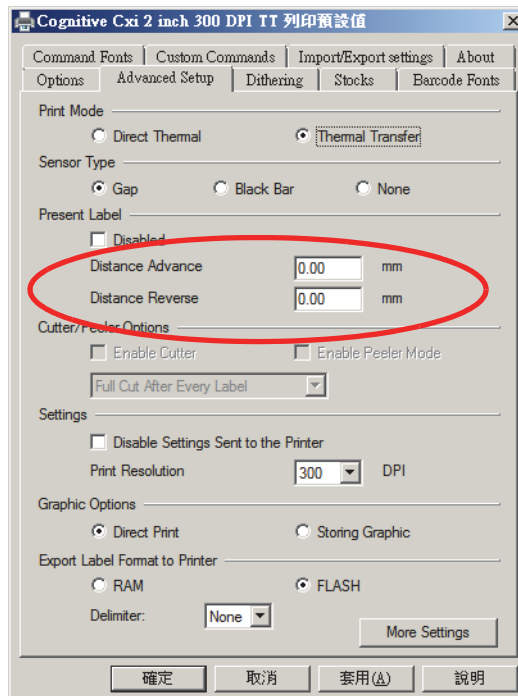 Cognitive Cxi 2 inch 300 DPI TT 列印預設值
Command Fonts Custom Commands Import/Export settings About
Options Advanced Setup Dithering Stocks Barcode Fonts
Print Mode
Direct Thermal Thermal Transfer
Sensor Type
Gap Black Bar None
Present Label
Disabled
Distance Advance 0.00 mm
Distance Reverse 0.00 mm
Cutter/Peeler Options
Enable Cutter Enable Peeler Mode
Full Cut After Every Label
Settings
Disable Settings Sent to the Printer
Print Resolution 300 DPI
Graphic Options
Direct Print Storing Graphic
Export Label Format to Printer
RAM FLASH
Delimiter: None
More Settings
確定 取消 套用(A) 說明